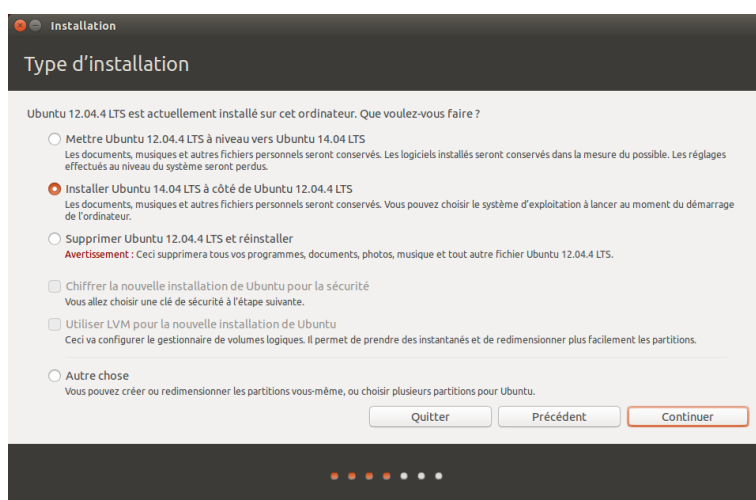 Installation
Type d'installation
Ubuntu 12.04.4 LTS est actuellement installé sur cet ordinateur. Que voulez-vous faire ?
Mettre Ubuntu 12.04.4 LTS à niveau vers Ubuntu 14.04 LTS
Les documents, musiques et autres fichiers personnels seront conservés. Les logiciels installés seront conservés dans la mesure du possible. Les réglages
effectués au niveau du système seront perdus.
Installer Ubuntu 14.04 LTS à côté de Ubuntu 12.04.4 LTS
Les documents, musiques et autres fichiers personnels seront conservés. Vous pouvez choisir le système d'exploitation à lancer au moment du démarrage
de l'ordinateur.
Supprimer Ubuntu 12.04.4 LTS et réinstaller
Avertissement : Ceci supprimera tous vos programmes, documents, photos, musique et tout autre fichier Ubuntu 12.04.4 LTS.
Chiffrer la nouvelle installation de Ubuntu pour la sécurité
Vous allez choisir une clé de sécurité à l'étape suivante.
Utiliser LVM pour la nouvelle installation de Ubuntu
Ceci va configurer le gestionnaire de volumes logiques. Il permet de prendre des instantanés et de redimensionner plus facilement les partitions.
Autre chose
Vous pouvez créer ou redimensionner les partitions vous-même, ou choisir plusieurs partitions pour Ubuntu.
Quitter Précédent Continuer